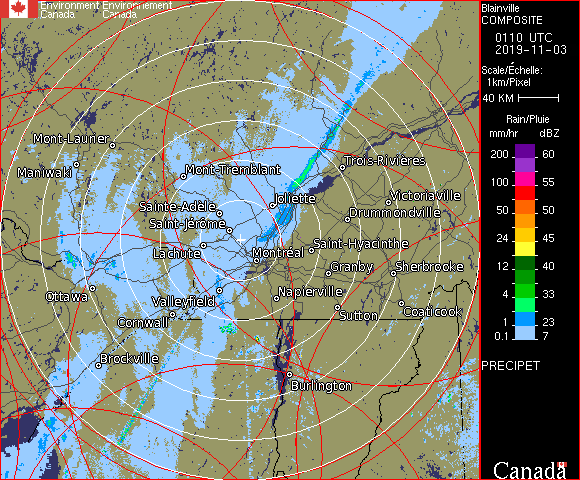 Environment Environnement
Canada Canada
Blainville
COMPOSITE
0110 UTC
2019-11-03
Scale/Échelle:
1km/Pixel
40 KM
Rain/Pluie
mm/hr dBZ
200 60
100 55
50 50
24 45
12 40
4 33
1 23
0.1 7
PRECIPET
Canada
Mont-Laurier
Maniwaki
Mont-Tremblant
Trois-Rivières
Sainte-Adèle
Joliette
Victoriaville
Saint-Jérôme
Drummondville
Lachute
Montréal
Saint-Hyacinthe
Granby
Sherbrooke
Ottawa
Valleyfield
Napierville
Cornwall
Sutton
Coaticook
Brockville
Burlington